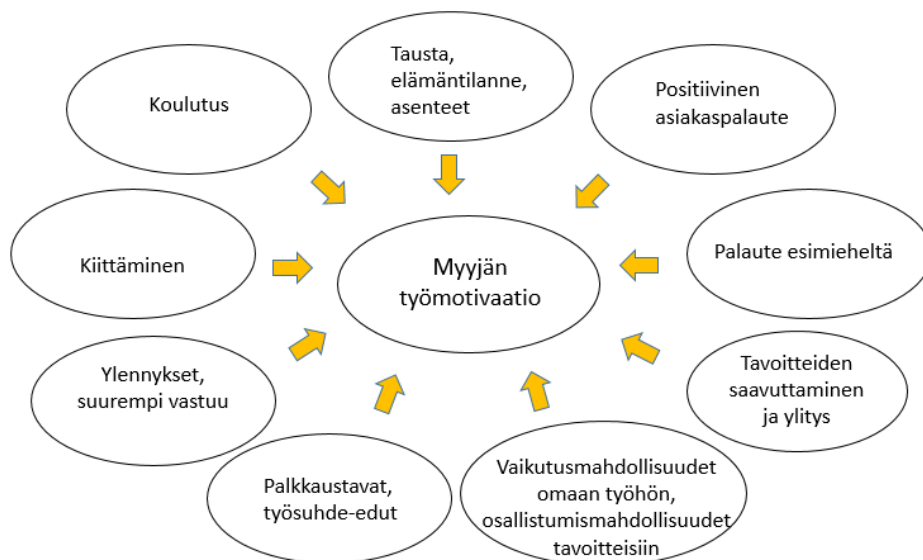 Tausta,
elämäntilanne,
asenteet
Koulutus
Positiivinen
asiakaspalaute
Kiittäminen
Myyjän
työmotivaatio
Palaute esimieheltä
Ylennykset,
suurempi vastuu
Tavoitteiden
saavuttaminen
ja ylitys
Palkkaustavat,
työsuhde-edut
Vaikutusmahdollisuudet
omaan työhön,
osallistumismahdollisuudet
tavoitteisiin